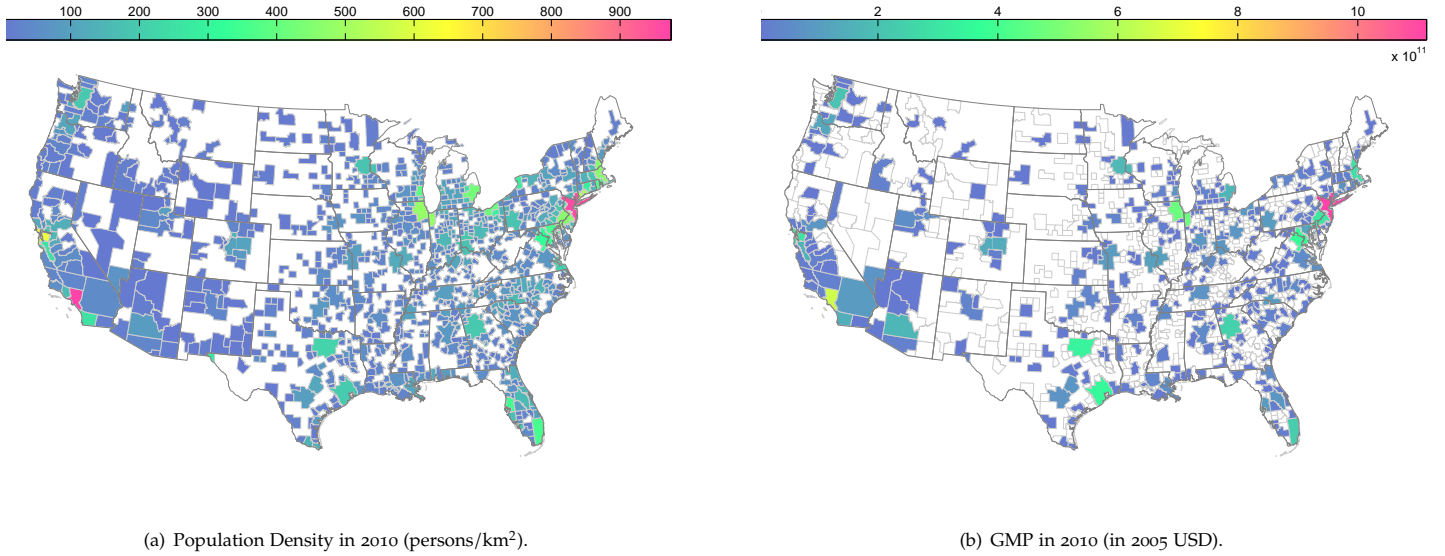 100 200 300 400 500 600 700 800 900
2 4 6 8 10
x 10^11
(a) Population Density in 2010 (persons/km²).
(b) GMP in 2010 (in 2005 USD).